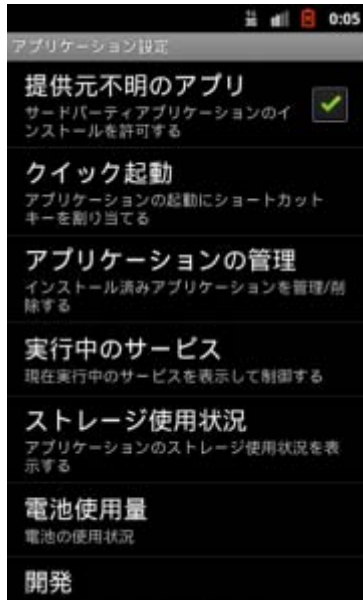 0:05
アプリケーション設定
提供元不明のアプリ
サードパーティアプリケーションのイ
ンストールを許可する
クイック起動
アプリケーションの起動にショートカット
キーを割り当てる
アプリケーションの管理
インストール済みアプリケーションを管理/削
除する
実行中のサービス
現在実行中のサービスを表示して制御する
ストレージ使用状況
アプリケーションのストレージ使用状況を表
示する
電池使用量
電池の使用状況
開発